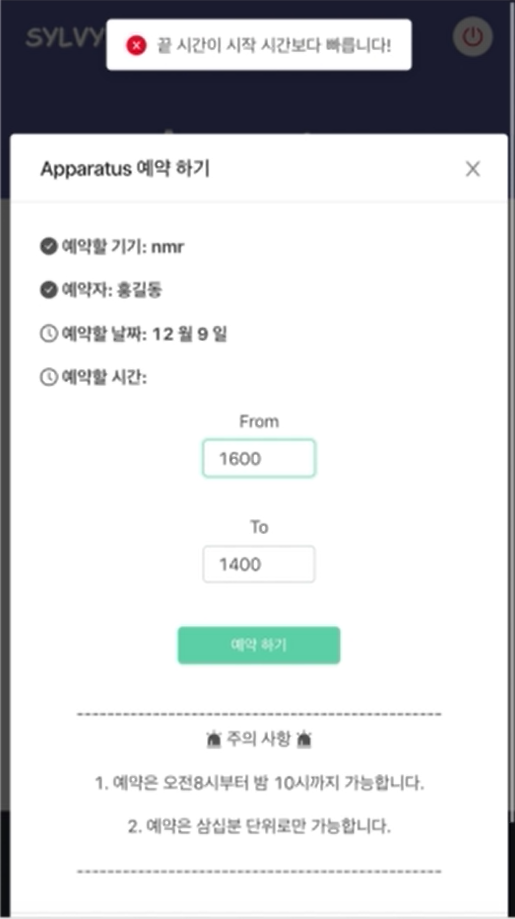 SYLVY
끝 시간이 시작 시간보다 빠릅니다!
Apparatus 예약 하기
예약할 기기: nmr
예약자: 홍길동
예약할 날짜: 12 월 9 일
예약할 시간:
From
1600
To
1400
예약 하기
주의 사항
1. 예약은 오전8시부터 밤 10시까지 가능합니다.
2. 예약은 삼십분 단위로만 가능합니다.